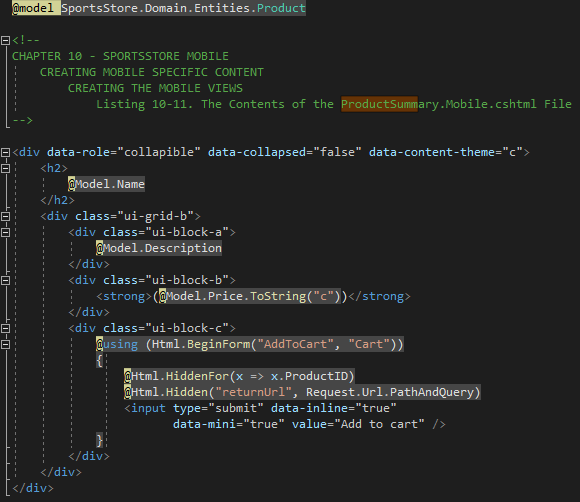 @model SportsStore.Domain.Entities.Product
<!--
CHAPTER 10 - SPORTSSTORE MOBILE
CREATING MOBILE SPECIFIC CONTENT
CREATING THE MOBILE VIEWS
Listing 10-11. The Contents of the ProductSummary.Mobile.cshtml File
-->
<div data-role="collapible" data-collapsed="false" data-content-theme="c">
<h2>
@Model.Name
</h2>
<div class="ui-grid-b">
<div class="ui-block-a">
@Model.Description
</div>
<div class="ui-block-b">
<strong>(@Model.Price.ToString("c"))</strong>
</div>
<div class="ui-block-c">
@using (Html.BeginForm("AddToCart", "Cart"))
{
@Html.HiddenFor(x => x.ProductID)
@Html.Hidden("returnUrl", Request.Url.PathAndQuery)
<input type="submit" data-inline="true"
data-mini="true" value="Add to cart" />
}
</div>
</div>
</div>